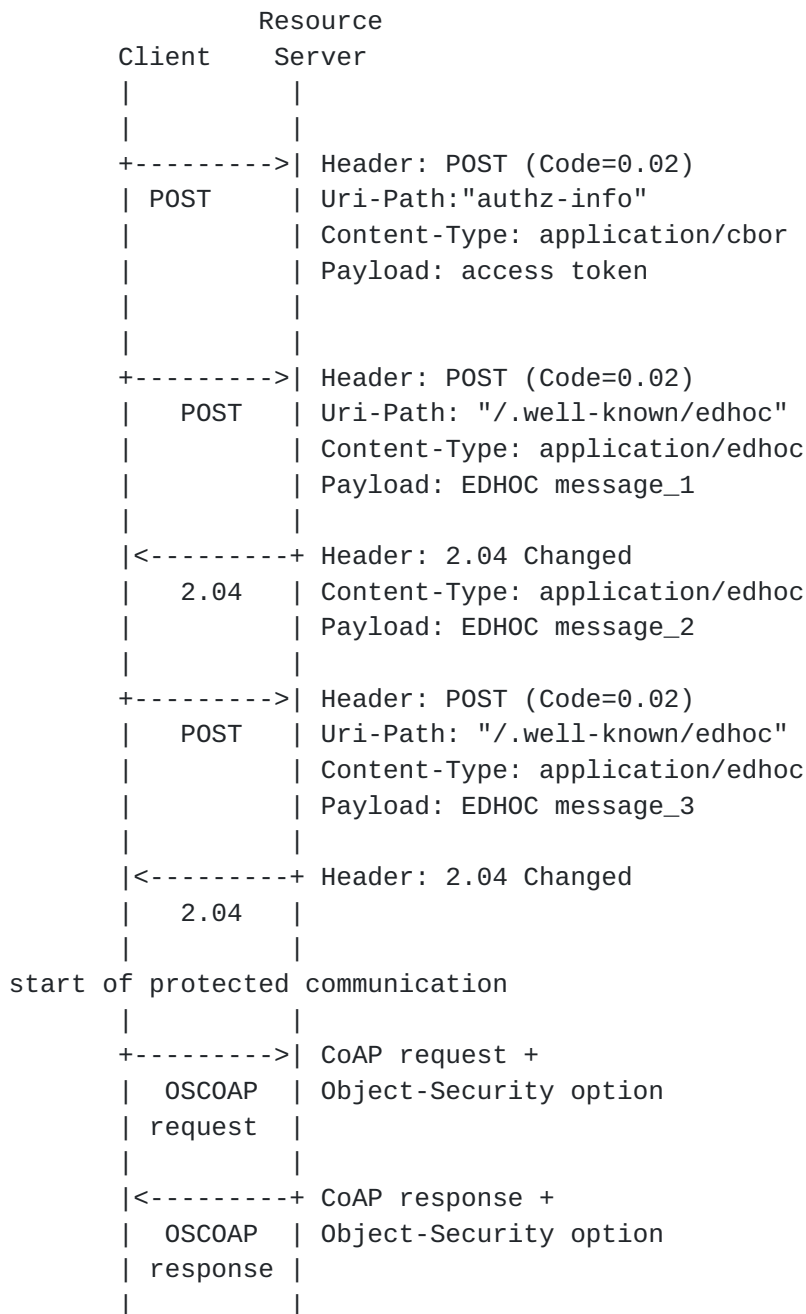 Resource
        Client    Server
        |            |
        |            |
        +--------->| Header: POST (Code=0.02)
        | POST     | Uri-Path:"authz-info"
        |          | Content-Type: application/cbor
        |          | Payload: access token
        |          |
        |          |
        +--------->| Header: POST (Code=0.02)
        |   POST   | Uri-Path: "/.well-known/edhoc"
        |          | Content-Type: application/edhoc
        |          | Payload: EDHOC message_1
        |          |
        |<---------+ Header: 2.04 Changed
        |   2.04   | Content-Type: application/edhoc
        |          | Payload: EDHOC message_2
        |          |
        +--------->| Header: POST (Code=0.02)
        |   POST   | Uri-Path: "/.well-known/edhoc"
        |          | Content-Type: application/edhoc
        |          | Payload: EDHOC message_3
        |          |
        |<---------+ Header: 2.04 Changed
        |   2.04   |
        |          |
start of protected communication
        |          |
        +--------->| CoAP request +
        |  OSCOAP  | Object-Security option
        | request  |
        |          |
        |<---------+ CoAP response +
        |  OSCOAP  | Object-Security option
        | response |
        |          |